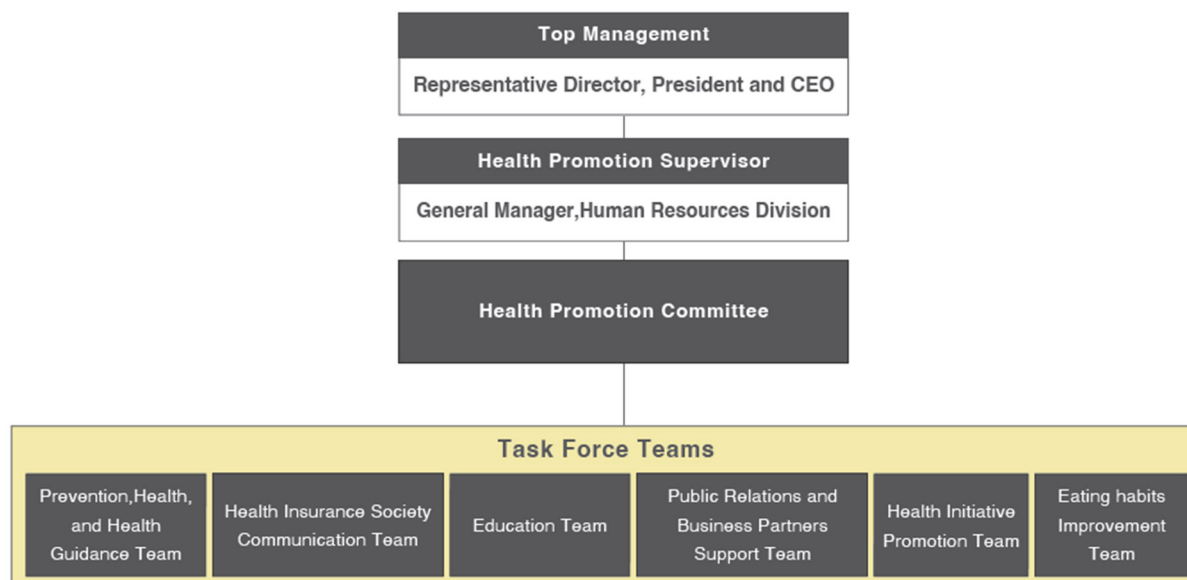 Top Management
Representative Director, President and CEO
Health Promotion Supervisor
General Manager,Human Resources Division
Health Promotion Committee
Task Force Teams
Prevention,Health,
and Health
Guidance Team
Health Insurance Society
Communication Team
Education Team
Public Relations and
Business Partners
Support Team
Health Initiative
Promotion Team
Eating habits
Improvement
Team